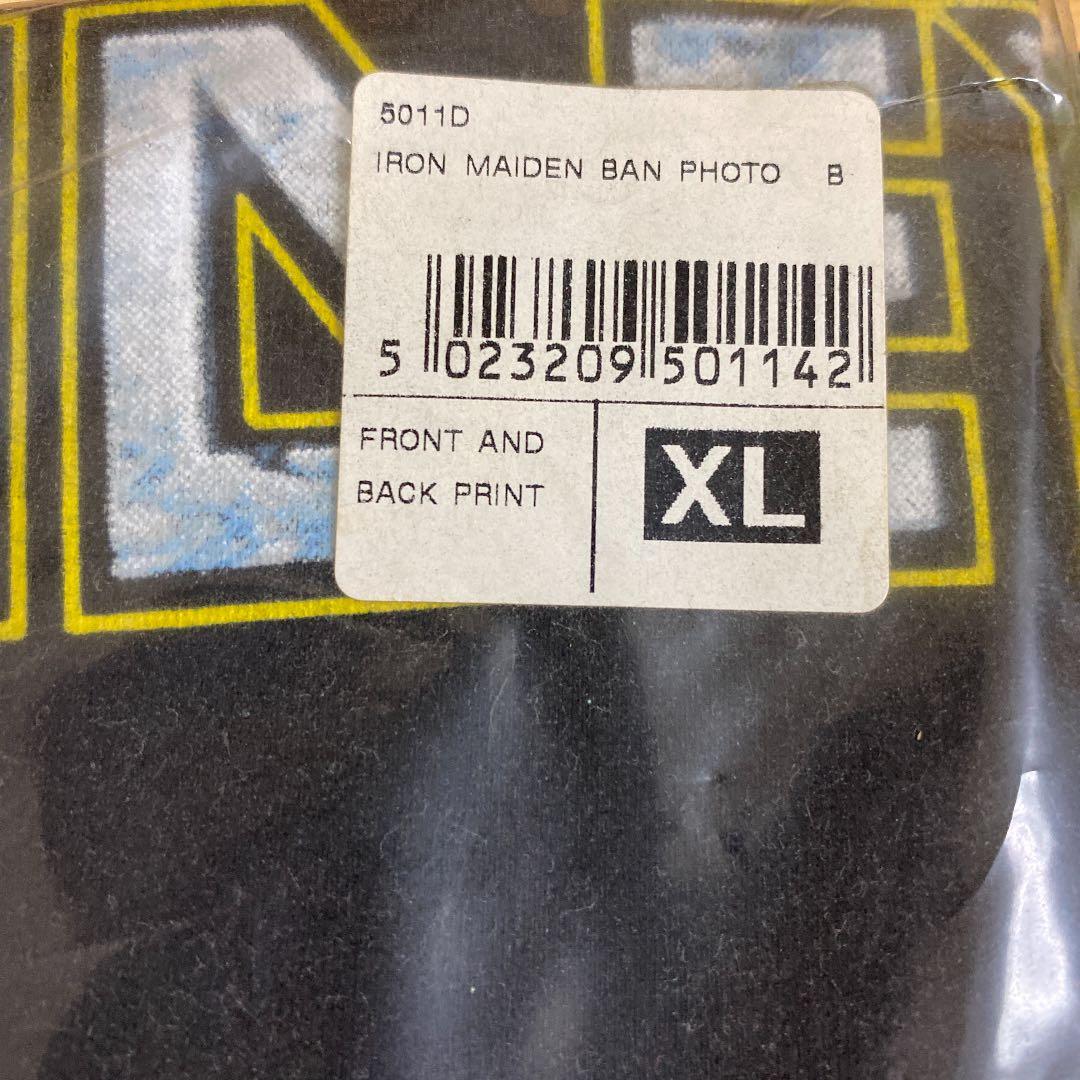 5011D
IRON MAIDEN BAN PHOTO B
5 023209 501142
FRONT AND
BACK PRINT
XL